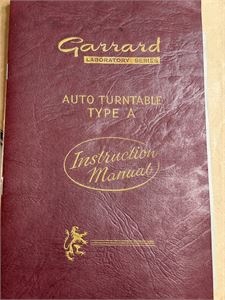 Garrard
LABORATORY SERIES
AUTO TURNTABLE
TYPE A
Instruction
Manual